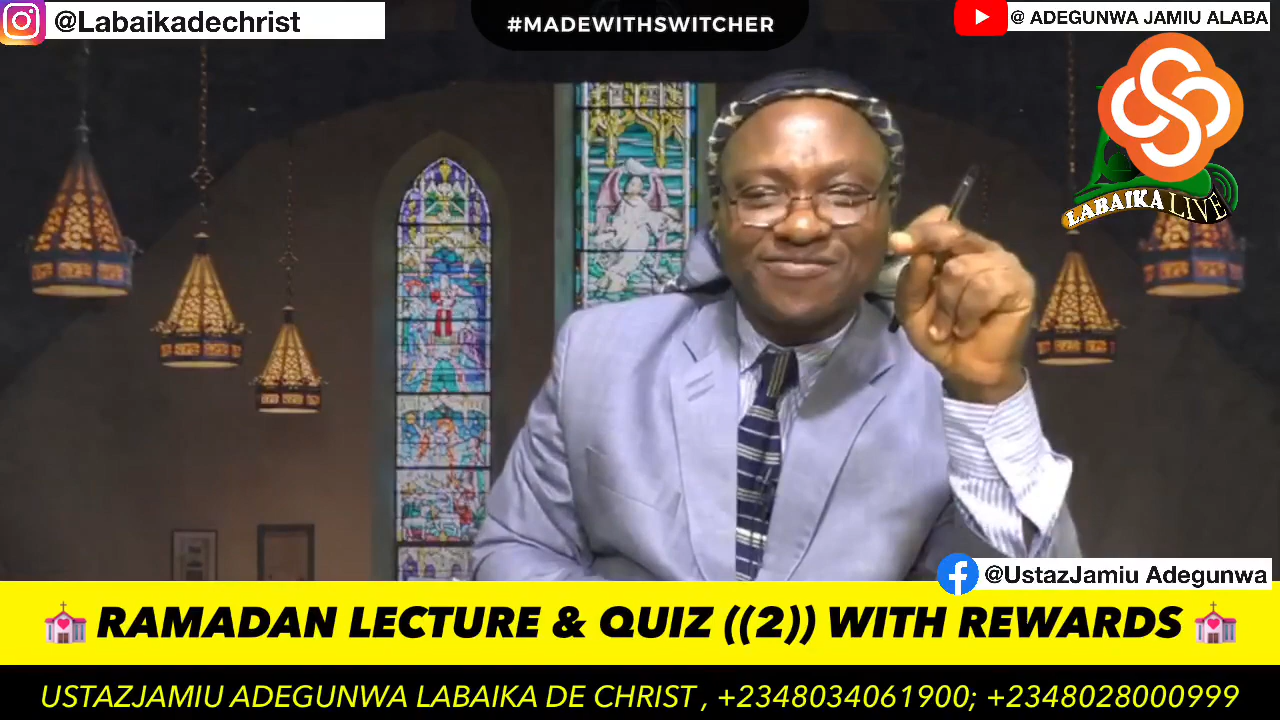 @Labaikadechrist
#MADEWITHSWITCHER
@ ADEGUNWA JAMIU ALABA
LABAIKA LIVE
@UstazJamiu Adegunwa
RAMADAN LECTURE & QUIZ ((2)) WITH REWARDS
USTAZJAMIU ADEGUNWA LABAIKA DE CHRIST , +2348034061900; +2348028000999